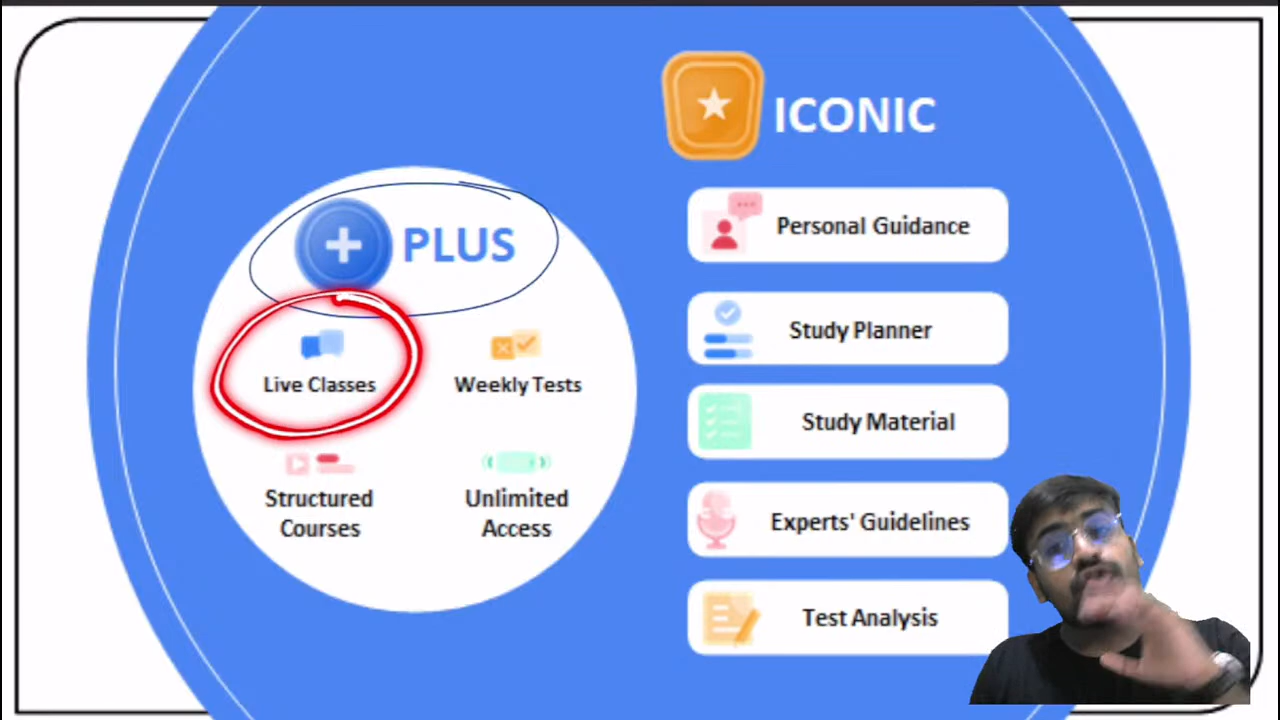 ICONIC
PLUS
Live Classes
Weekly Tests
Structured
Courses
Unlimited
Access
Personal Guidance
Study Planner
Study Material
Experts' Guidelines
Test Analysis